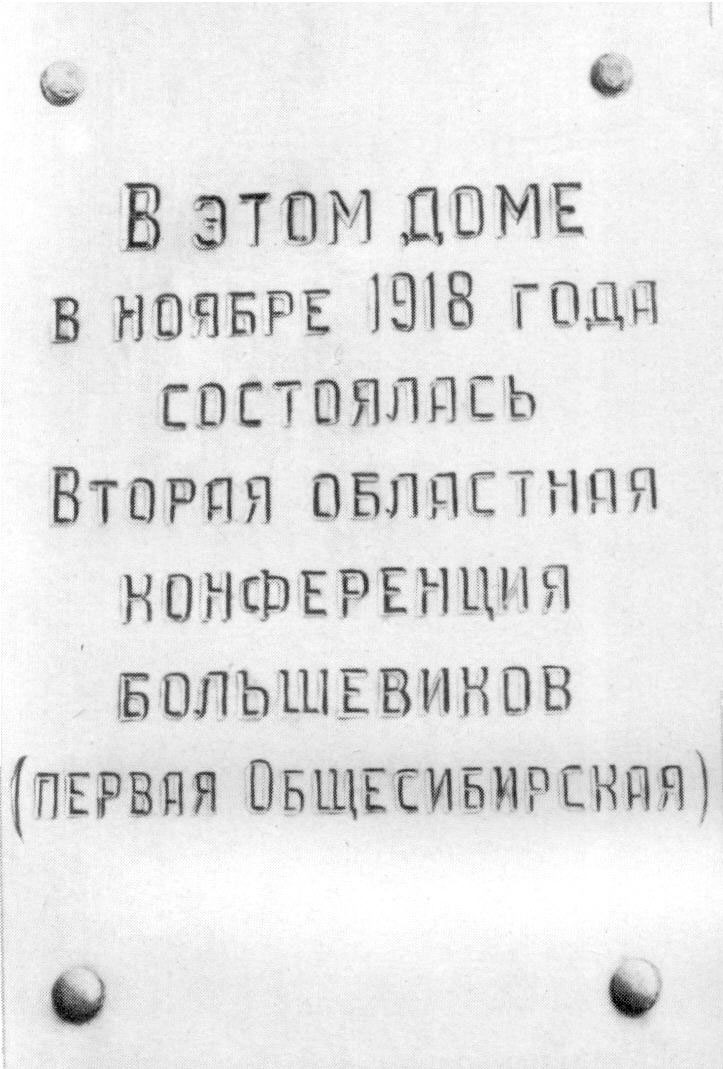 В ЭТОМ ДОМЕ
В НОЯБРЕ 1918 ГОДА
СОСТОЯЛАСЬ
ВТОРАЯ ОБЛАСТНАЯ
КОНФЕРЕНЦИЯ
БОЛЬШЕВИКОВ
(ПЕРВАЯ ОБЩЕСИБИРСКАЯ)